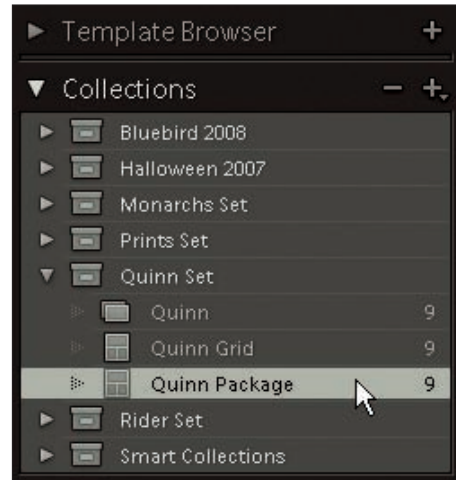 Template Browser +
Collections − +
Bluebird 2008
Halloween 2007
Monarchs Set
Prints Set
Quinn Set
Quinn 9
Quinn Grid 9
Quinn Package 9
Rider Set
Smart Collections